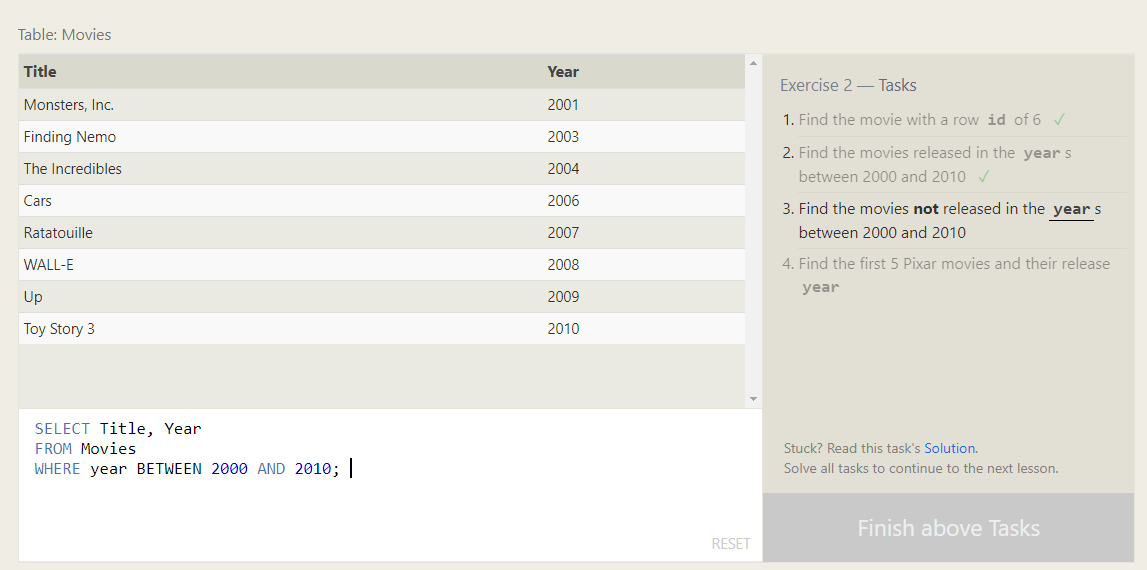 Table: Movies
Title Year
Monsters, Inc. 2001
Finding Nemo 2003
The Incredibles 2004
Cars 2006
Ratatouille 2007
WALL-E 2008
Up 2009
Toy Story 3 2010
SELECT Title, Year
FROM Movies
WHERE year BETWEEN 2000 AND 2010;
RESET
Exercise 2 — Tasks
1. Find the movie with a row id of 6 ✓
2. Find the movies released in the year s
between 2000 and 2010 ✓
3. Find the movies not released in the year s
between 2000 and 2010
4. Find the first 5 Pixar movies and their release
year
Stuck? Read this task's Solution.
Solve all tasks to continue to the next lesson.
Finish above Tasks